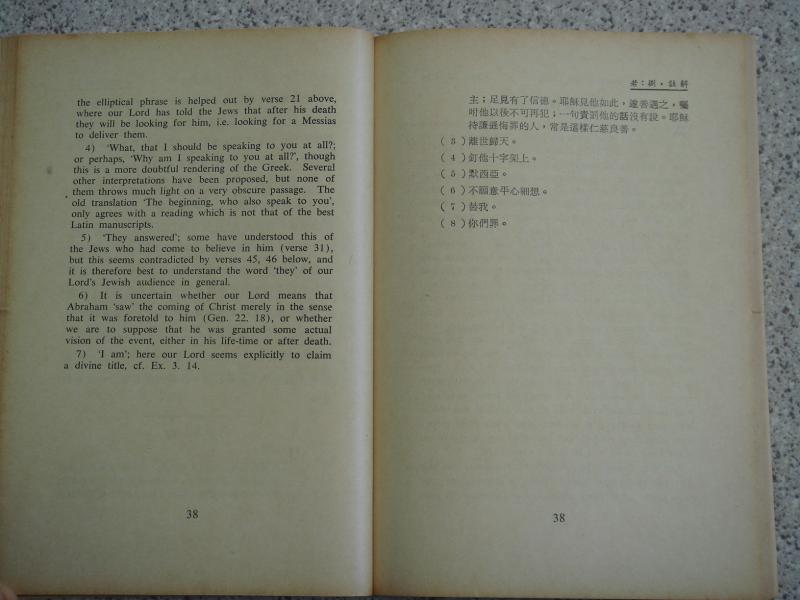 the elliptical phrase is helped out by verse 21 above,
where our Lord has told the Jews that after his death
they will be looking for him, i.e. looking for a Messias
to deliver them.
4) 'What, that I should be speaking to you at all?;
or perhaps, 'Why am I speaking to you at all?', though
this is a more doubtful rendering of the Greek. Several
other interpretations have been proposed, but none of
them throws much light on a very obscure passage. The
old translation 'The beginning, who also speak to you',
only agrees with a reading which is not that of the best
Latin manuscripts.
5) 'They answered'; some have understood this of
the Jews who had come to believe in him (verse 31),
but this seems contradicted by verses 45, 46 below, and
it is therefore best to understand the word 'they' of our
Lord's Jewish audience in general.
6) It is uncertain whether our Lord means that
Abraham 'saw' the coming of Christ merely in the sense
that it was foretold to him (Gen. 22. 18), or whether
we are to suppose that he was granted some actual
vision of the event, either in his life-time or after death.
7) 'I am'; here our Lord seems explicitly to claim
a divine title, cf. Ex. 3. 14.
38
若：捌，註解
主；足見有了信德。耶穌見他如此，遂善遇之，囑
咐他以後不可再犯；一句責罰他的話沒有說。耶穌
待謙遜悔罪的人，常是這樣仁慈良善。
（3）離世歸天。
（4）釘他十字架上。
（5）默西亞。
（6）不願意平心細想。
（7）替我。
（8）你們罪。
38